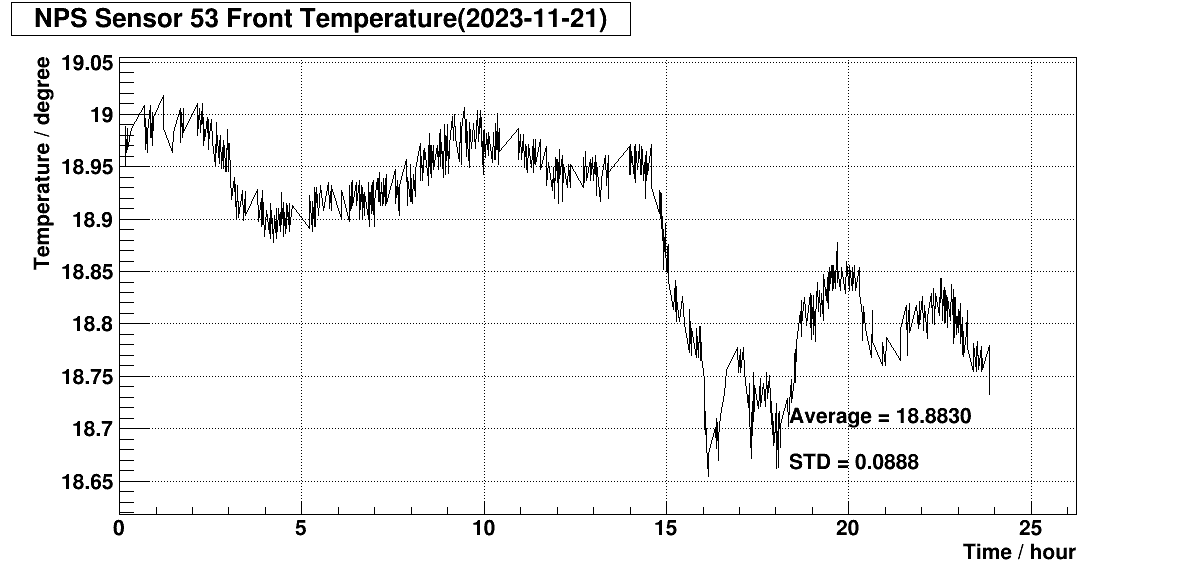 NPS Sensor 53 Front Temperature(2023-11-21)
Temperature / degree
19.05
19
18.95
18.9
18.85
18.8
18.75
18.7
18.65
Average = 18.8830
STD = 0.0888
0 5 10 15 20 25
Time / hour